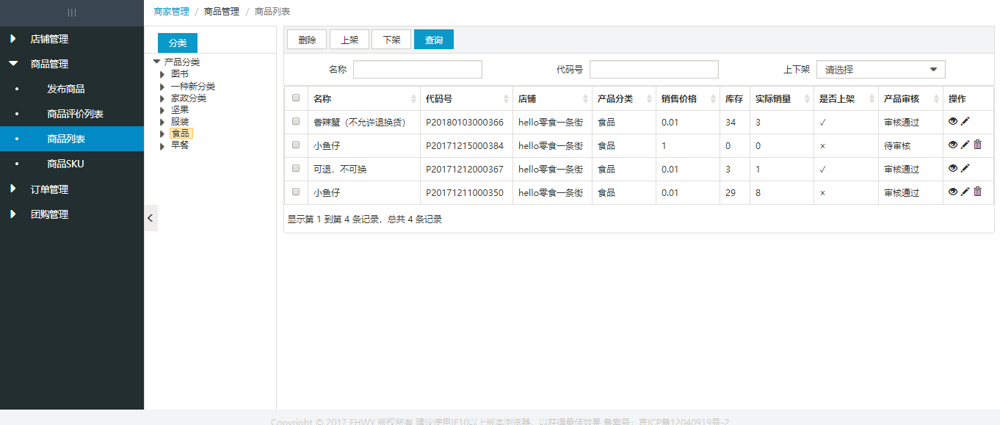 商家管理 / 商品管理 / 商品列表
店铺管理
商品管理
发布商品
商品评价列表
商品列表
商品SKU
订单管理
团购管理
分类
产品分类
图书
一种新分类
家政分类
坚果
服装
食品
早餐
删除 上架 下架 查询
名称 代码号 上下架 请选择
名称 代码号 店铺 产品分类 销售价格 库存 实际销量 是否上架 产品审核 操作
香辣蟹（不允许退换货） P20180103000366 hello零食一条街 食品 0.01 34 3 √ 审核通过
小鱼仔 P20171215000384 hello零食一条街 食品 1 0 0 × 待审核
可退，不可换 P20171212000367 hello零食一条街 食品 0.01 3 1 √ 审核通过
小鱼仔 P20171211000350 hello零食一条街 食品 0.01 29 8 × 审核通过
显示第 1 到第 4 条记录，总共 4 条记录
Copyright © 2017 FHWY 版权所有 建议使用IE10以上版本浏览器，以获得最佳效果 备案号：京ICP备12040919号-2